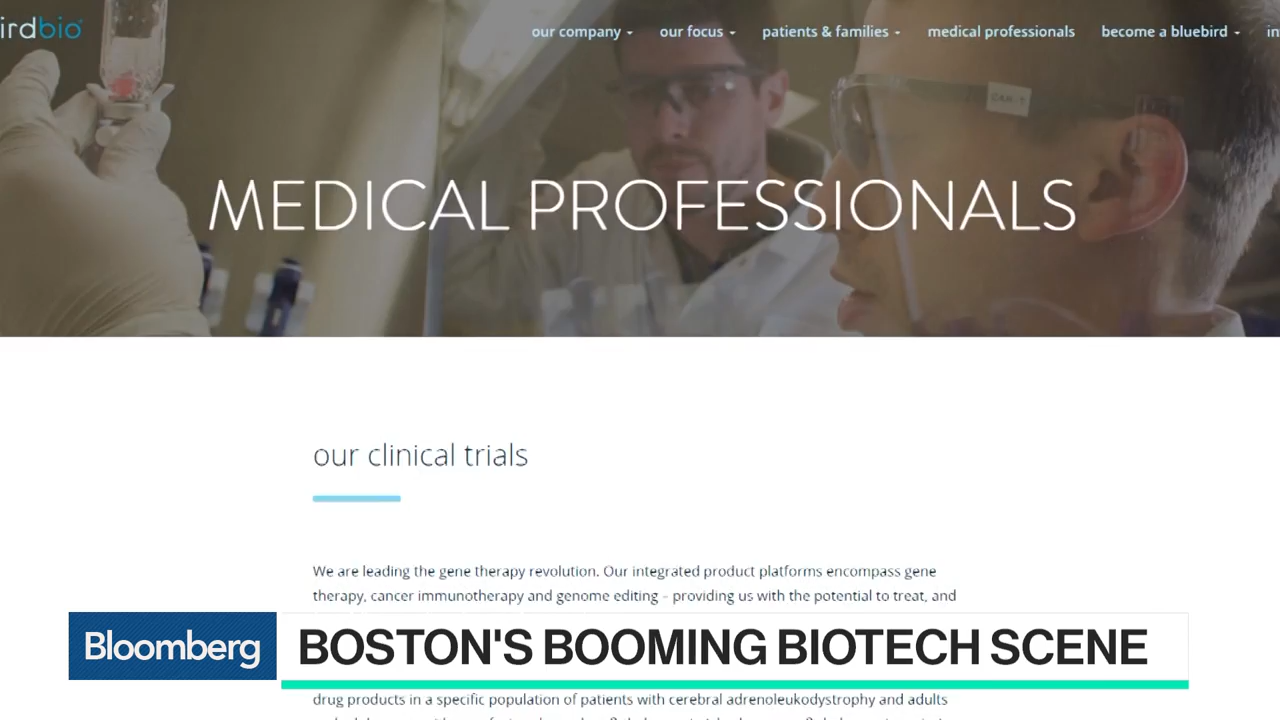 irdbio
our company our focus patients & families medical professionals become a bluebird in
MEDICAL PROFESSIONALS
our clinical trials
We are leading the gene therapy revolution. Our integrated product platforms encompass gene
therapy, cancer immunotherapy and genome editing – providing us with the potential to treat, and
Bloomberg
BOSTON'S BOOMING BIOTECH SCENE
drug products in a specific population of patients with cerebral adrenoleukodystrophy and adults